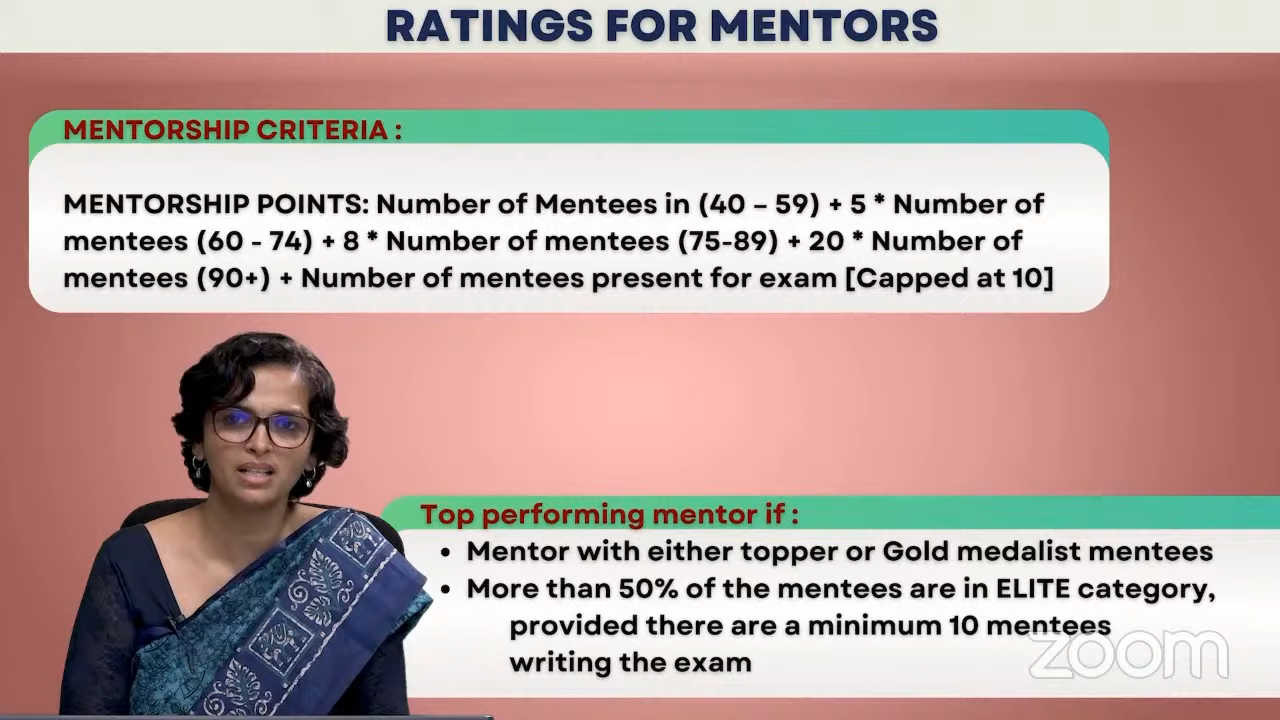 RATINGS FOR MENTORS
MENTORSHIP CRITERIA :
MENTORSHIP POINTS: Number of Mentees in (40 – 59) + 5 * Number of
mentees (60 - 74) + 8 * Number of mentees (75-89) + 20 * Number of
mentees (90+) + Number of mentees present for exam [Capped at 10]
Top performing mentor if :
• Mentor with either topper or Gold medalist mentees
• More than 50% of the mentees are in ELITE category,
provided there are a minimum 10 mentees
writing the exam
zoom